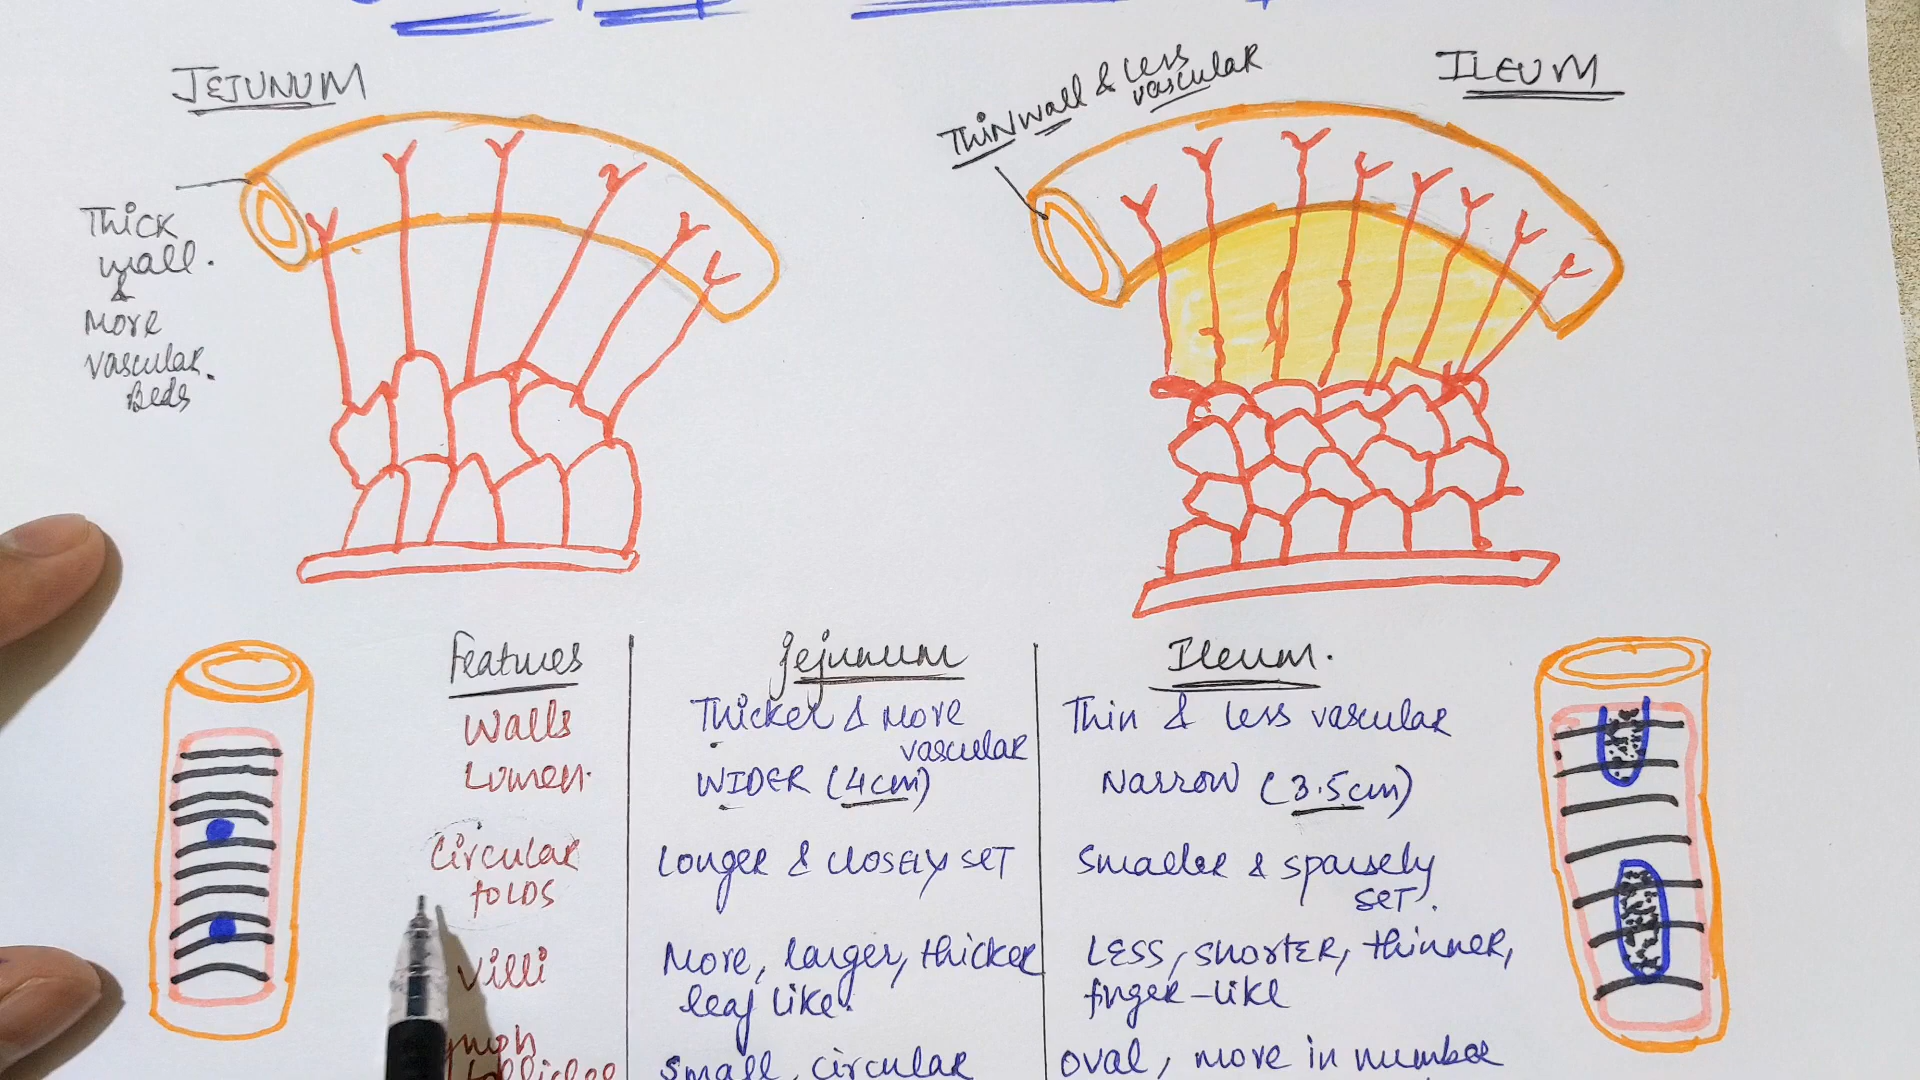 JEJUNUM
Thick
wall.
&
More
vascular
Beds.
ThiN wall & Less
vascular
ILEUM
features
Jejunum
Ileum.
Walls
Thicker & More
vascular
Thin & Less vascular
Lumen.
WIDER (4cm)
Narrow (3.5cm)
Circular
folds
Longer & closely set
Smaller & sparsely
set.
Villi
More, larger, thicker
leaf like.
Less, shorter, thinner,
finger-like
Small, circular
oval, more in number